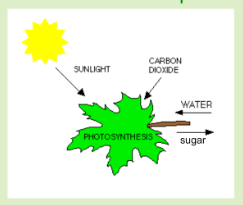 SUNLIGHT
CARBON
DIOXIDE
WATER
PHOTOSYNTHESIS
sugar